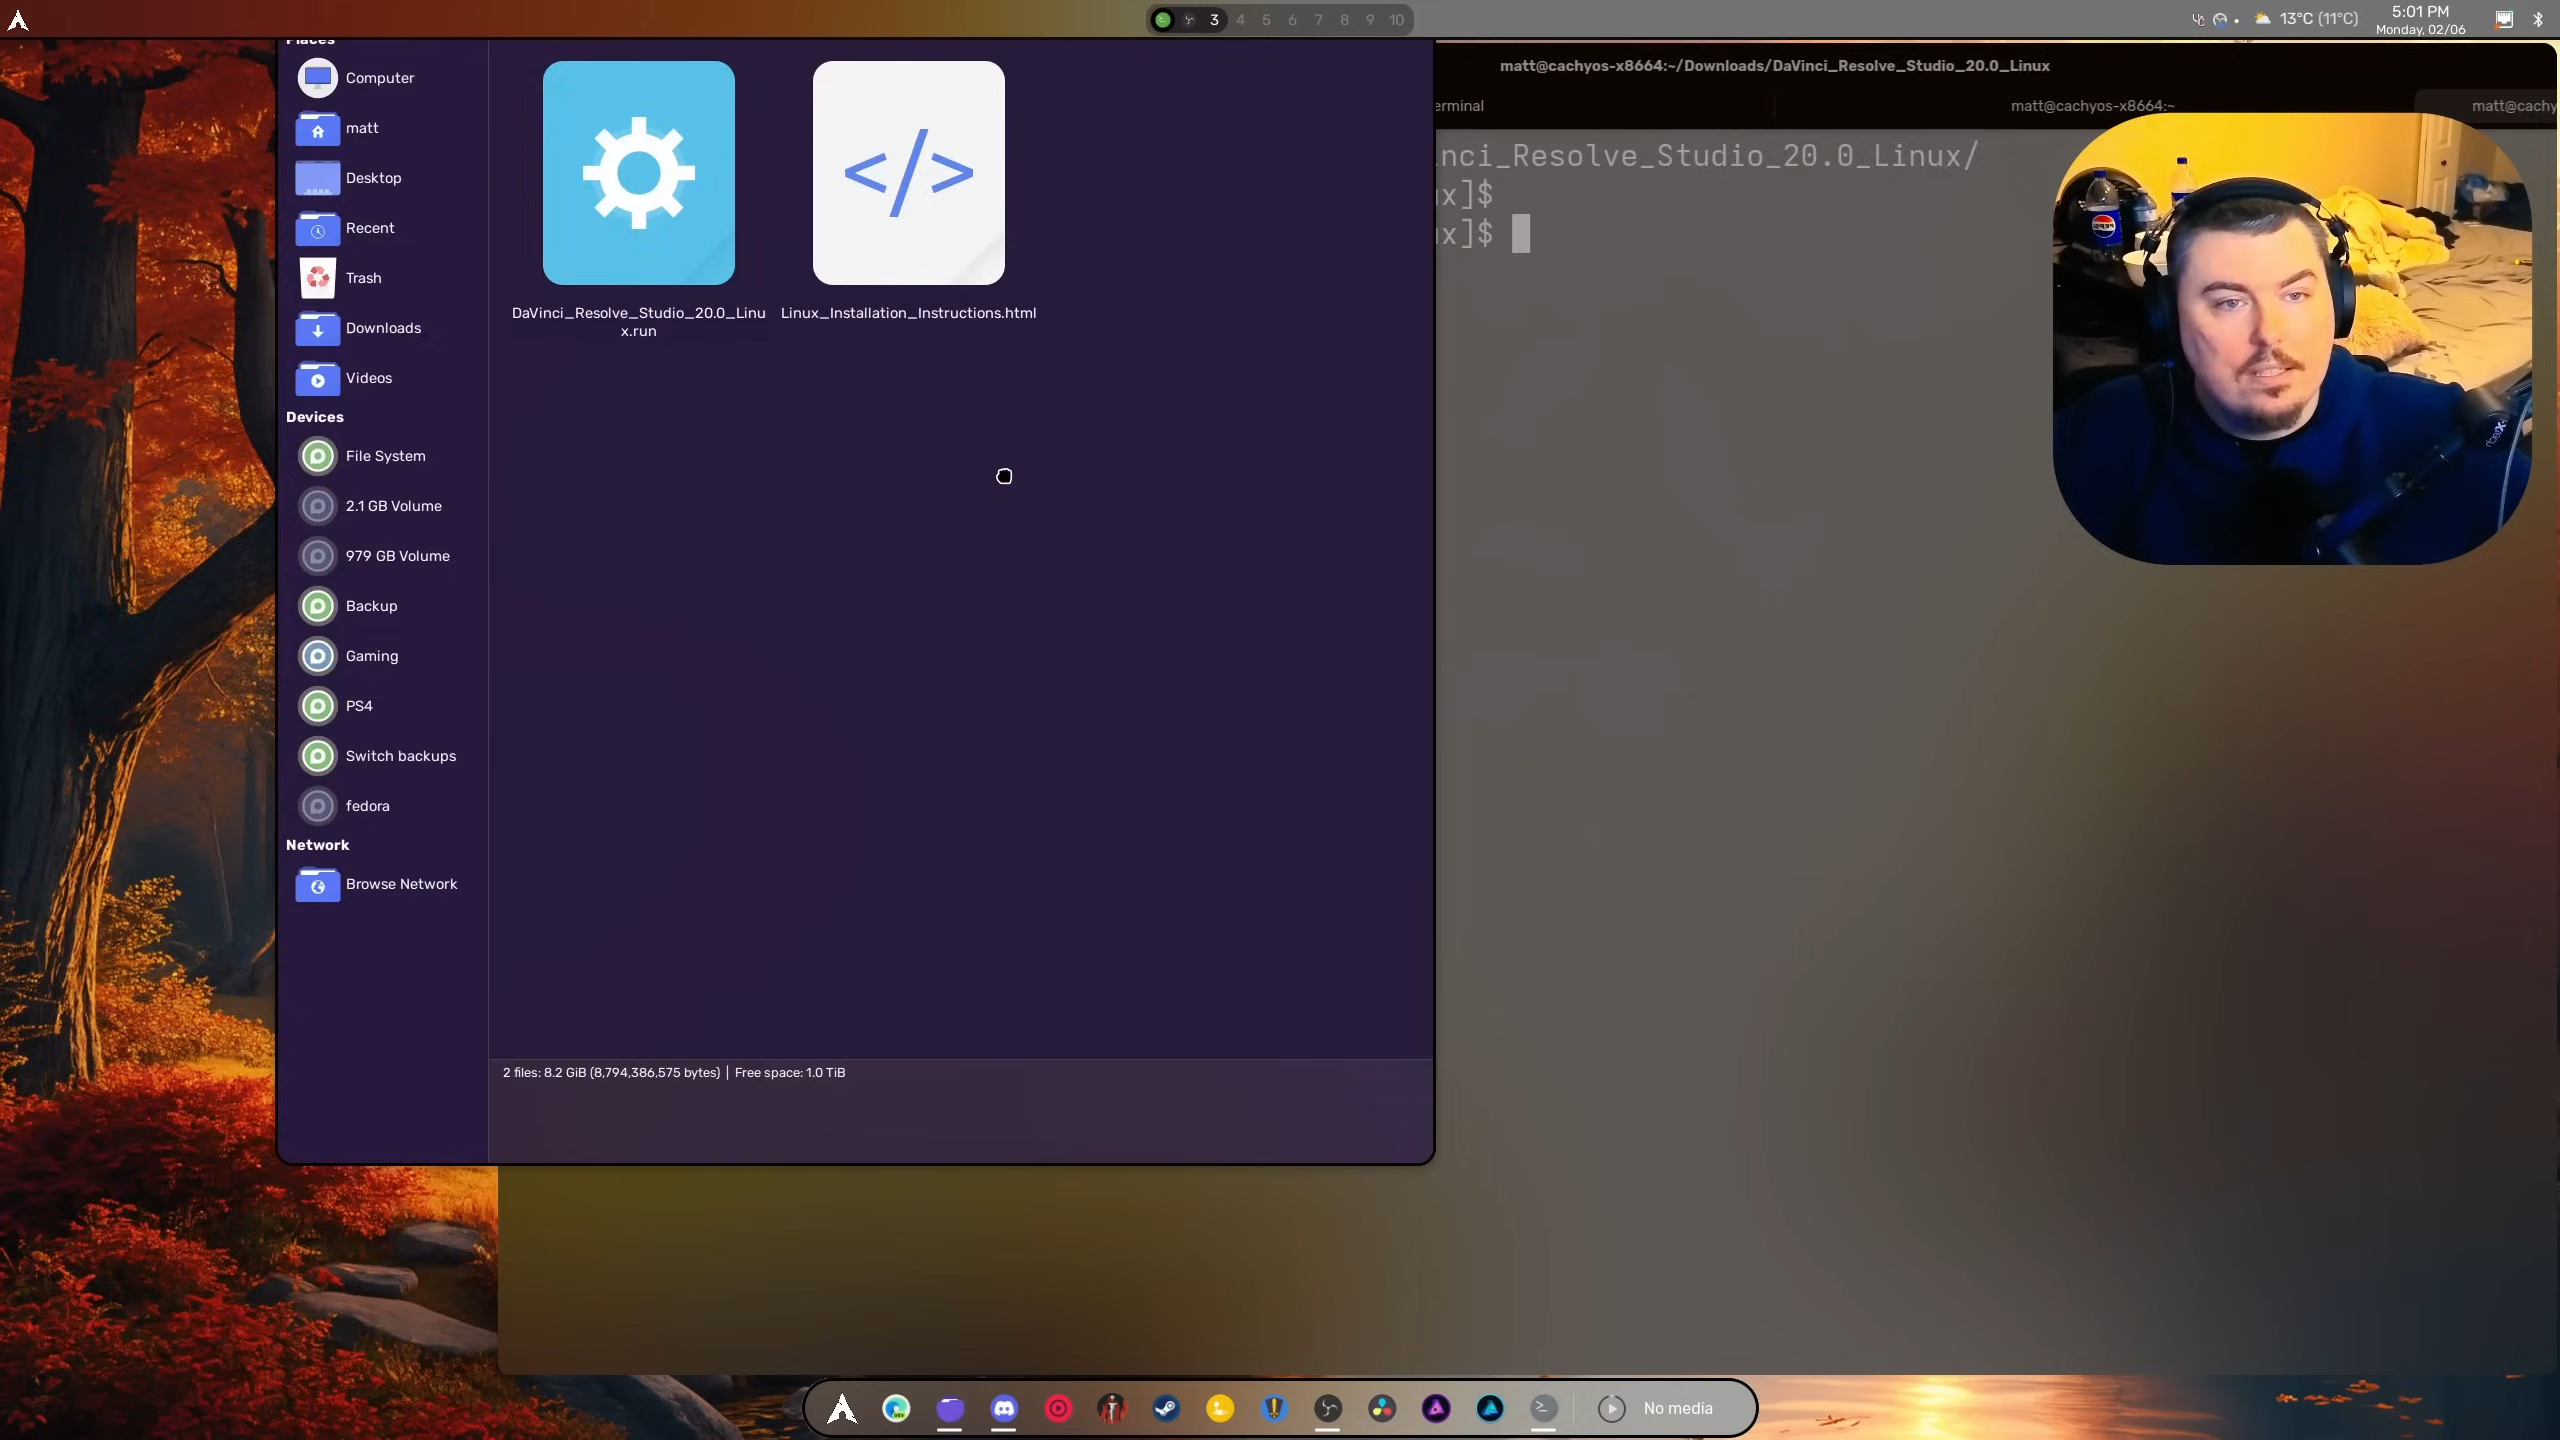 3 4 5 6 7 8 9 10
13°C (11°C)
5:01 PM
Monday, 02/06
Places
Computer
matt
Desktop
Recent
Trash
Downloads
Videos
Devices
File System
2.1 GB Volume
979 GB Volume
Backup
Gaming
PS4
Switch backups
fedora
Network
Browse Network
DaVinci_Resolve_Studio_20.0_Linu
x.run
Linux_Installation_Instructions.html
2 files: 8.2 GiB (8,794,386,575 bytes) | Free space: 1.0 TiB
matt@cachyos-x8664:~/Downloads/DaVinci_Resolve_Studio_20.0_Linux
erminal
matt@cachyos-x8664:~
matt@cachy
nci_Resolve_Studio_20.0_Linux/
ux]$
ux]$
DEV
No media